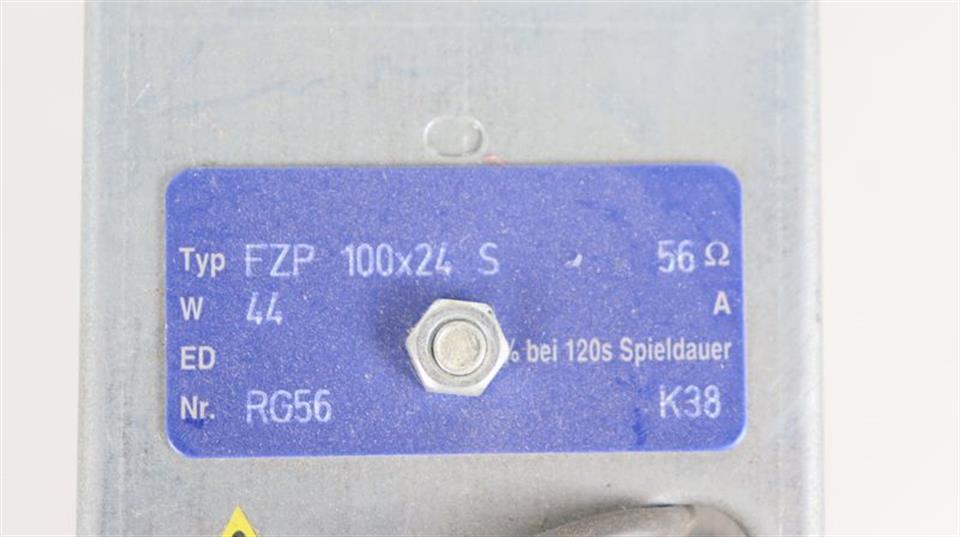 Typ FZP 100x24 S 56 Ω
W 44 A
ED % bei 120s Spieldauer
Nr. RG56 K38